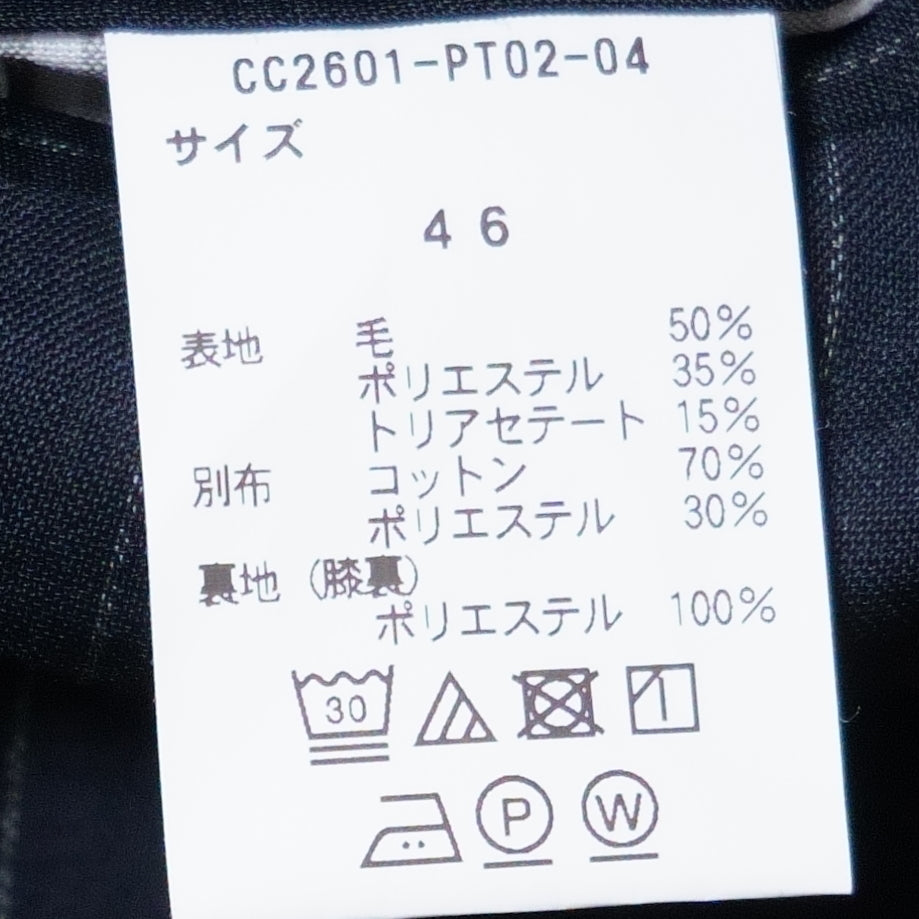 CC2601-PT02-04
サイズ
46
表地 毛 50%
ポリエステル 35%
トリアセテート 15%
別布 コットン 70%
ポリエステル 30%
裏地 (膝裏)
ポリエステル 100%
30
P W